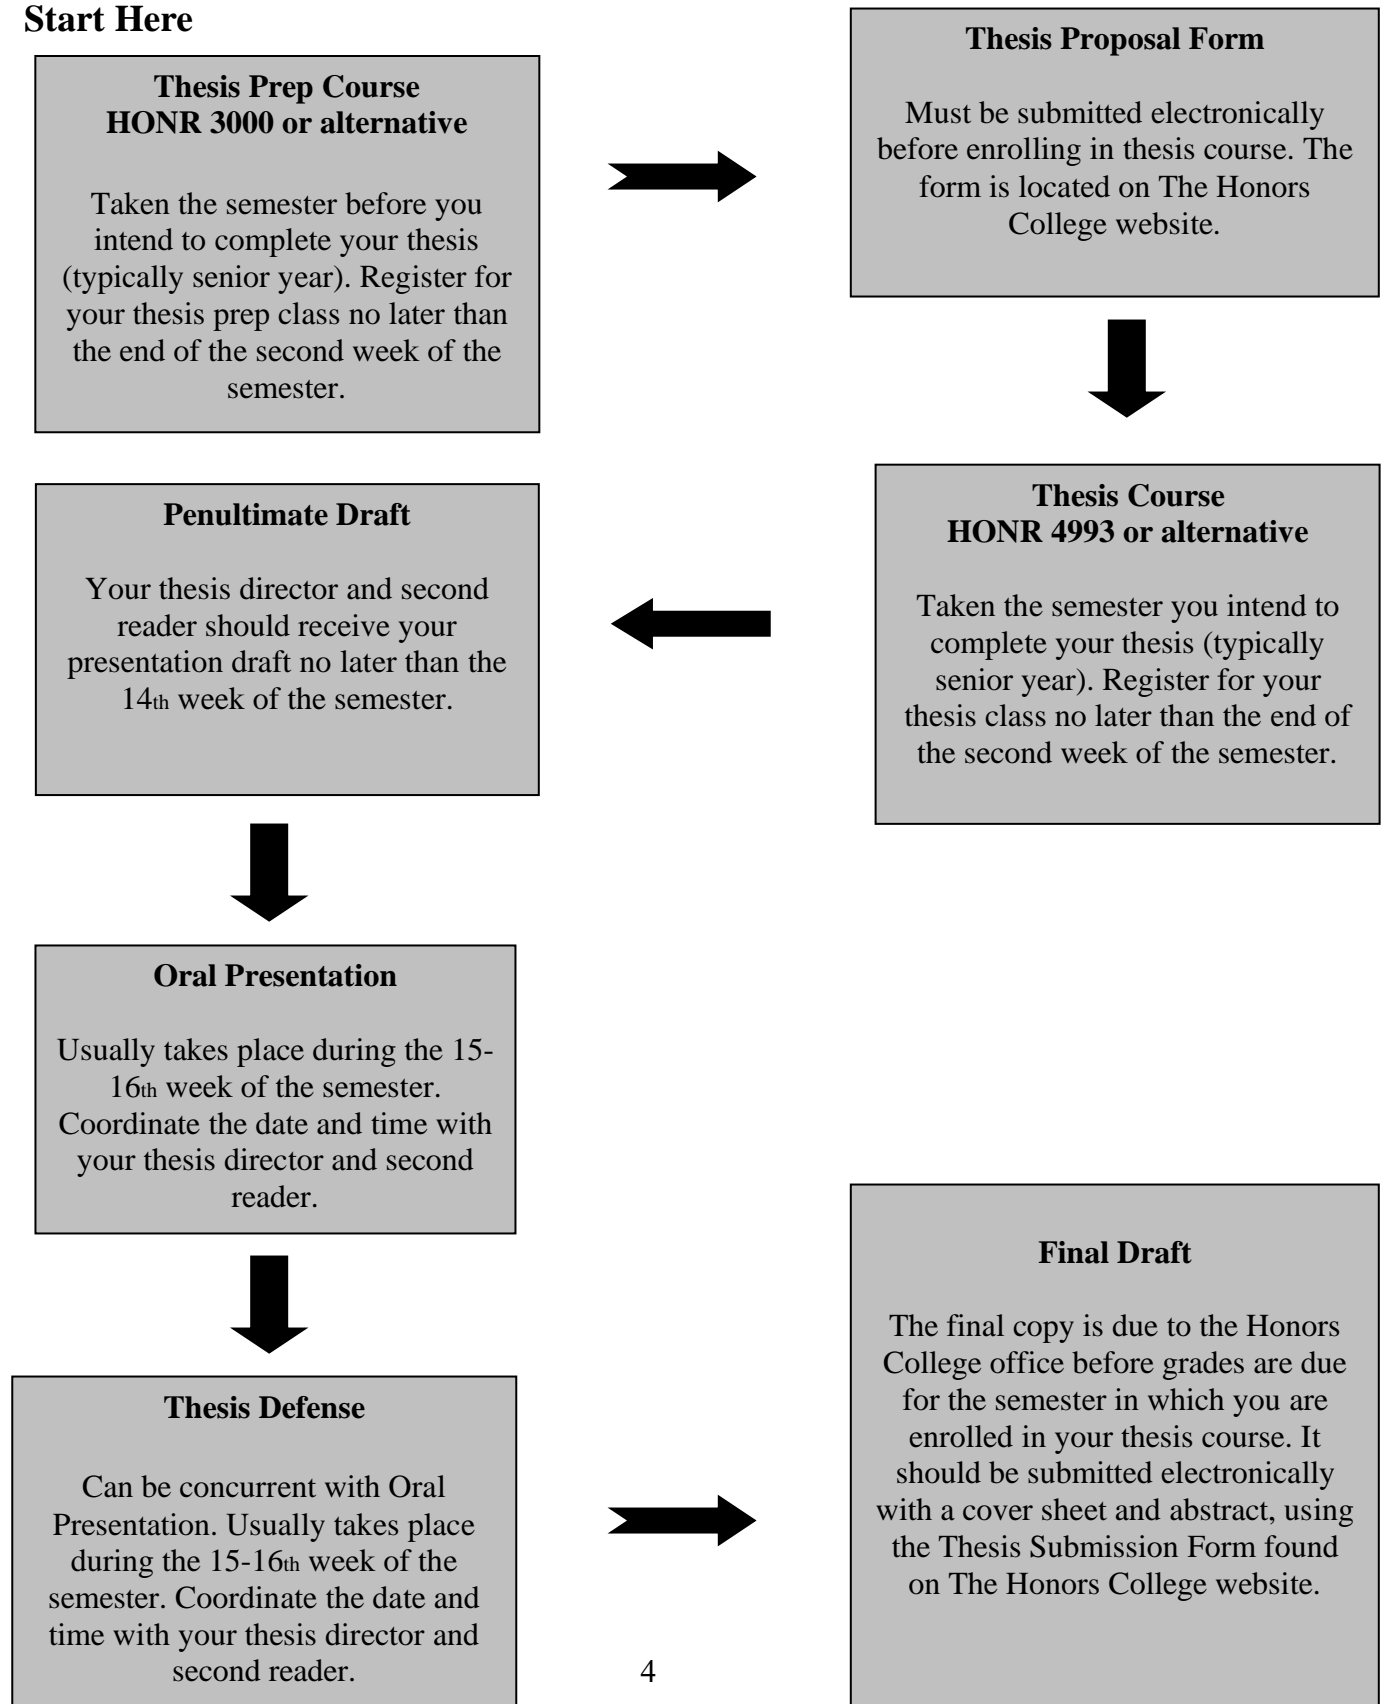 Start Here
Thesis Prep Course
HONR 3000 or alternative
Taken the semester before you
intend to complete your thesis
(typically senior year). Register for
your thesis prep class no later than
the end of the second week of the
semester.
Thesis Proposal Form
Must be submitted electronically
before enrolling in thesis course. The
form is located on The Honors
College website.
Thesis Course
HONR 4993 or alternative
Taken the semester you intend to
complete your thesis (typically
senior year). Register for your
thesis class no later than the end of
the second week of the semester.
Penultimate Draft
Your thesis director and second
reader should receive your
presentation draft no later than the
14th week of the semester.
Oral Presentation
Usually takes place during the 15-
16th week of the semester.
Coordinate the date and time with
your thesis director and second
reader.
Thesis Defense
Can be concurrent with Oral
Presentation. Usually takes place
during the 15-16th week of the
semester. Coordinate the date and
time with your thesis director and
second reader.
Final Draft
The final copy is due to the Honors
College office before grades are due
for the semester in which you are
enrolled in your thesis course. It
should be submitted electronically
with a cover sheet and abstract, using
the Thesis Submission Form found
on The Honors College website.
4